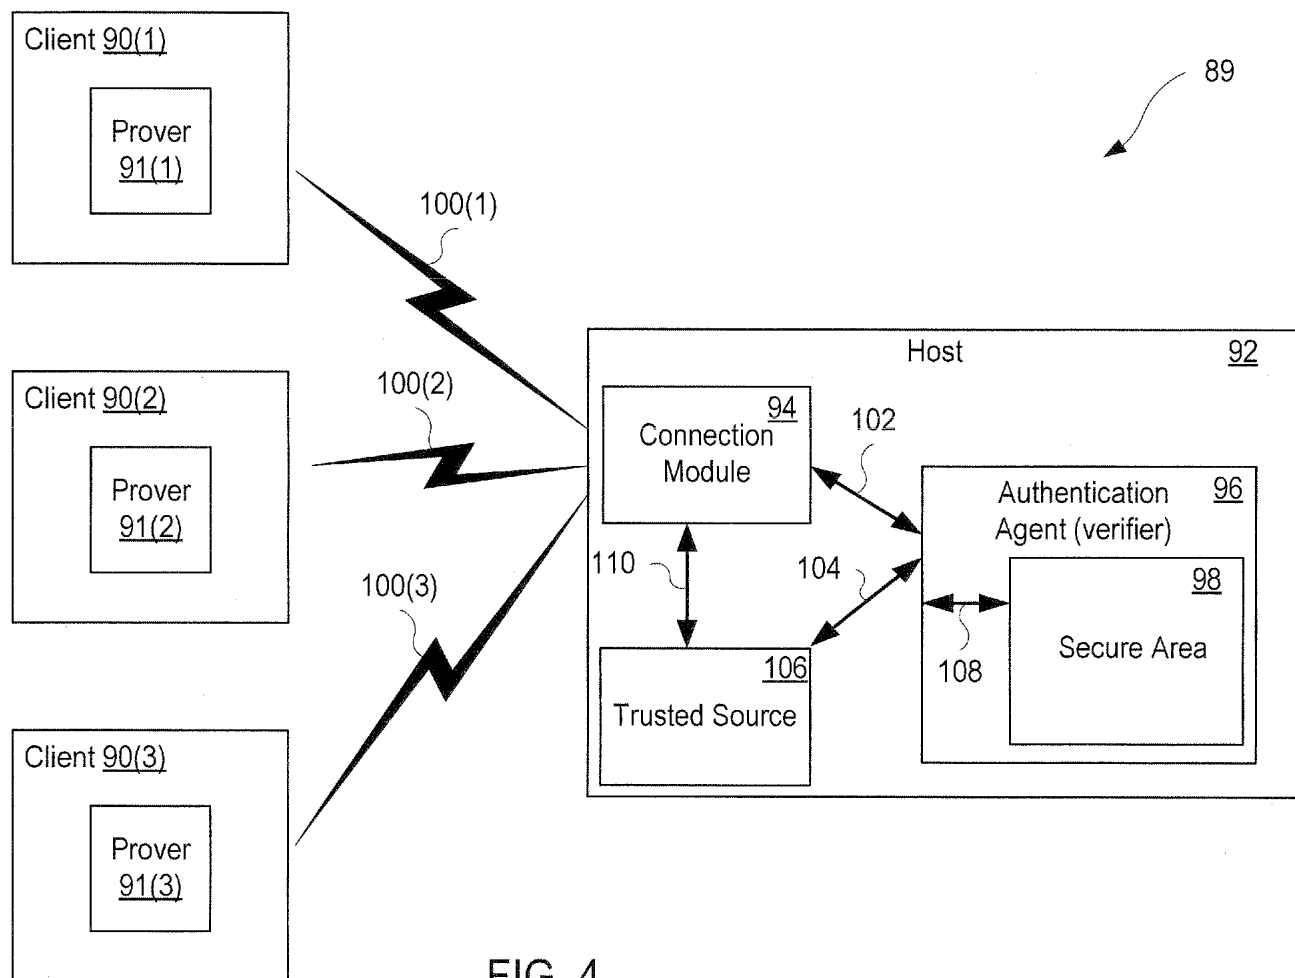 Client 90(1)
Prover
91(1)
89
100(1)
Host 92
Client 90(2)
Prover
91(2)
100(2)
94
Connection
Module
102
96
Authentication
Agent (verifier)
110
104
98
Secure Area
108
100(3)
106
Trusted Source
Client 90(3)
Prover
91(3)
FIG. 4